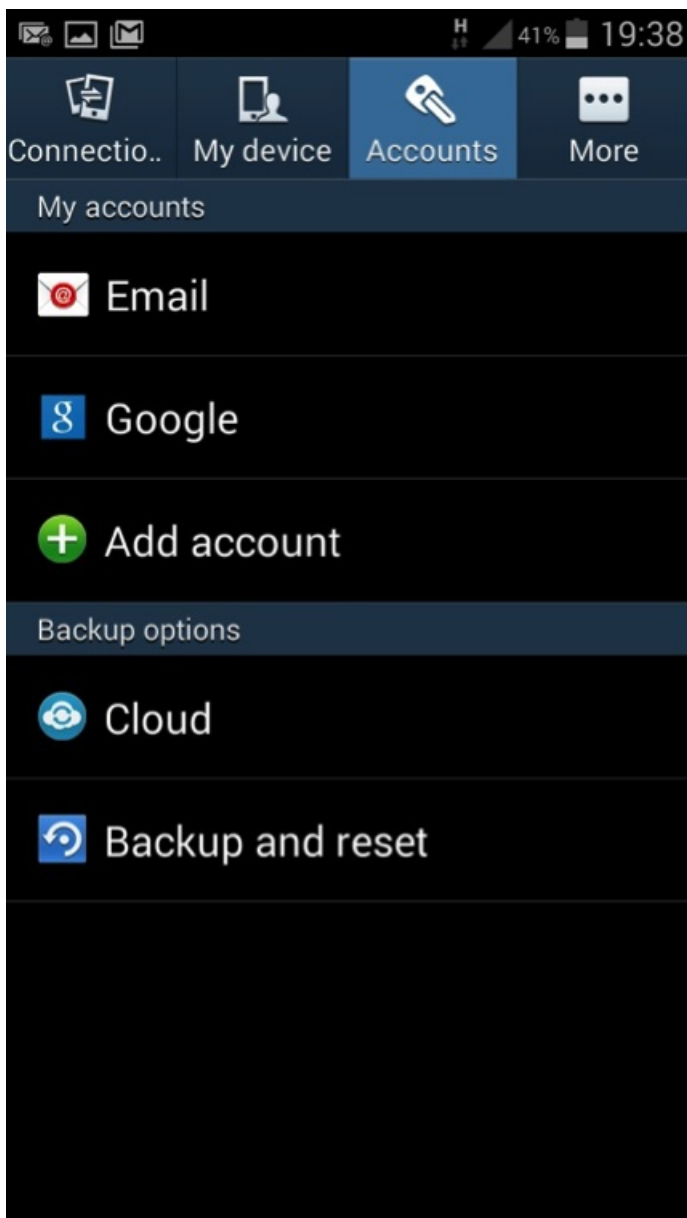 H 41% 19:38
Connectio.. My device Accounts More
My accounts
Email
Google
Add account
Backup options
Cloud
Backup and reset